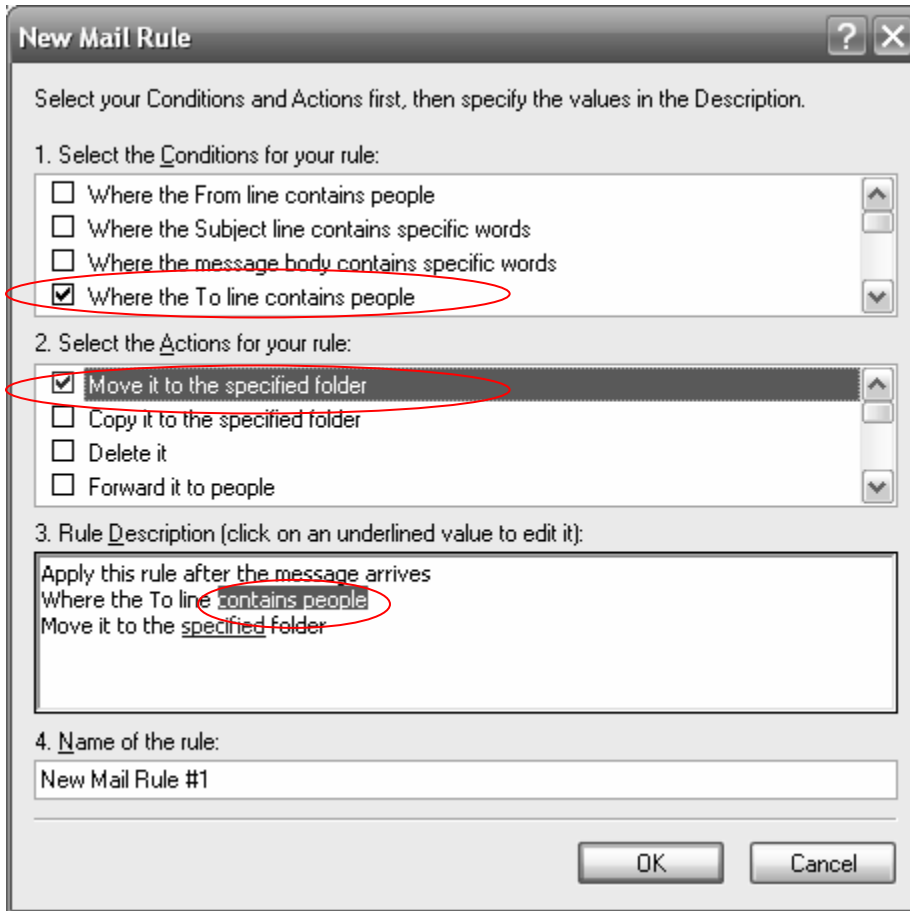 New Mail Rule
Select your Conditions and Actions first, then specify the values in the Description.
1. Select the Conditions for your rule:
Where the From line contains people
Where the Subject line contains specific words
Where the message body contains specific words
Where the To line contains people
2. Select the Actions for your rule:
Move it to the specified folder
Copy it to the specified folder
Delete it
Forward it to people
3. Rule Description (click on an underlined value to edit it):
Apply this rule after the message arrives
Where the To line contains people
Move it to the specified folder
4. Name of the rule:
New Mail Rule #1
OK Cancel